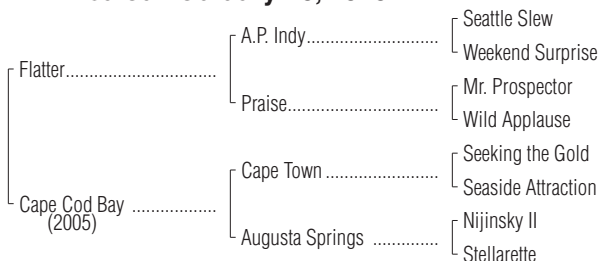 Seattle Slew
A.P. Indy
Weekend Surprise
Flatter
Mr. Prospector
Praise
Wild Applause
Seeking the Gold
Cape Town
Seaside Attraction
Cape Cod Bay
(2005)
Nijinsky II
Augusta Springs
Stellarette